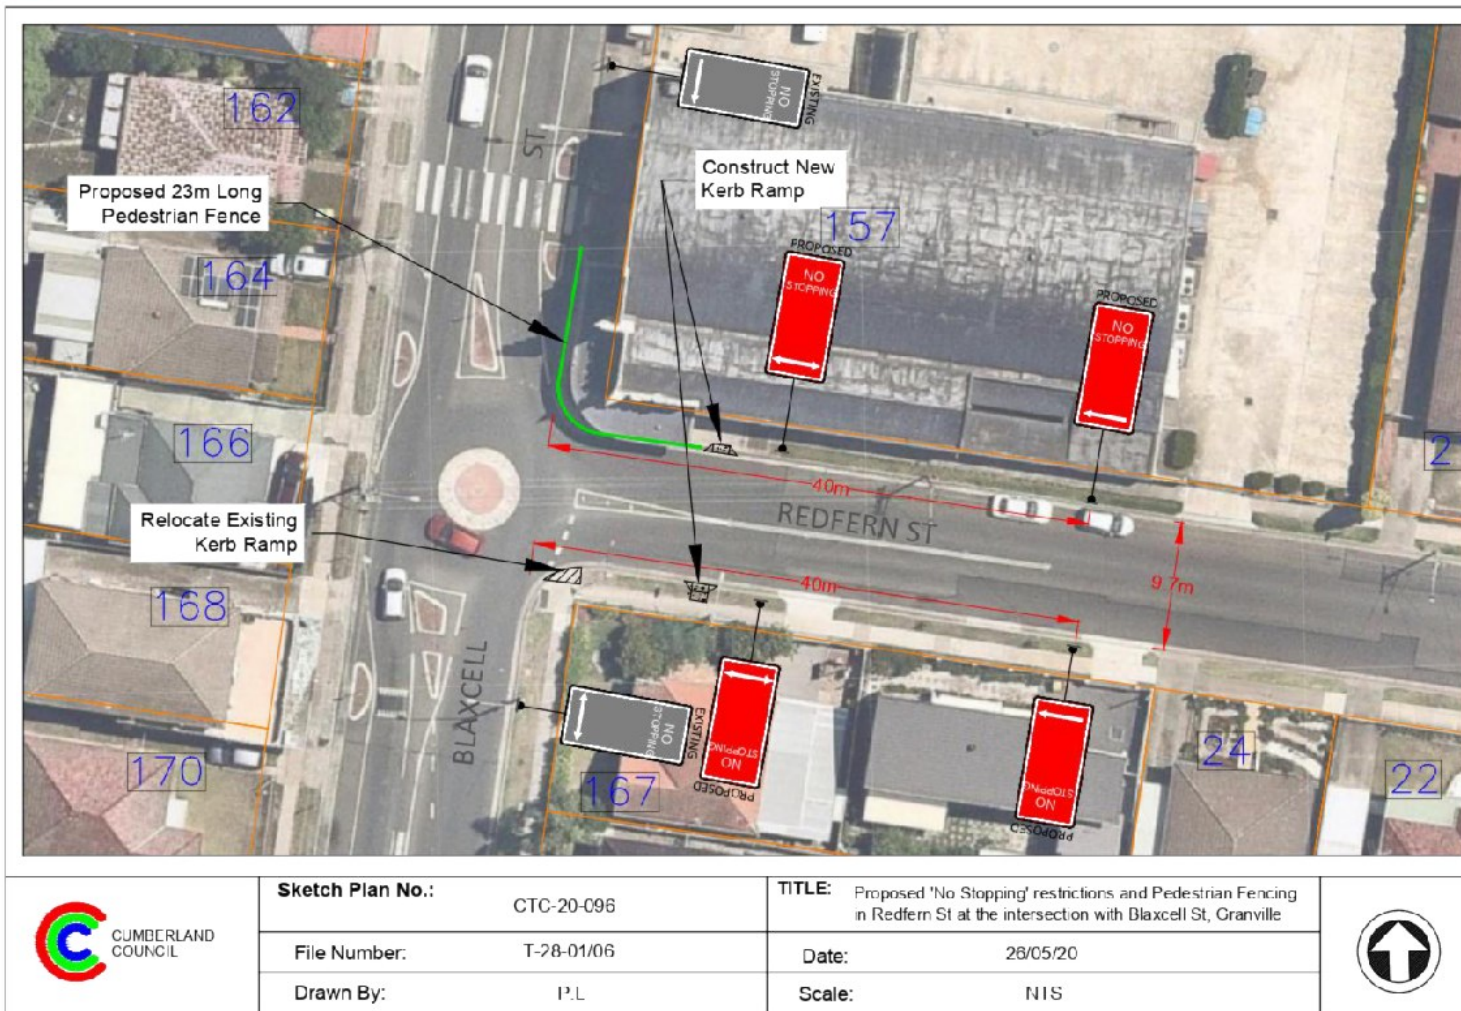 162
ST
NO
STOPPING
EXISTING
Construct New
Kerb Ramp
Proposed 23m Long
Pedestrian Fence
157
164
PROPOSED
NO
STOPPING
PROPOSED
NO
STOPPING
166
2
40m
REDFERN ST
Relocate Existing
Kerb Ramp
40m
9.7m
168
BLAXCELL
NO
STOPPING
EXISTING
NO
STOPPING
PROPOSED
NO
STOPPING
PROPOSED
170
167
24
22
CUMBERLAND
COUNCIL
Sketch Plan No.: CTC-20-096
File Number: T-28-01/06
Drawn By: P.L
TITLE: Proposed 'No Stopping' restrictions and Pedestrian Fencing
in Redfern St at the intersection with Blaxcell St, Granville
Date: 26/05/20
Scale: NTS